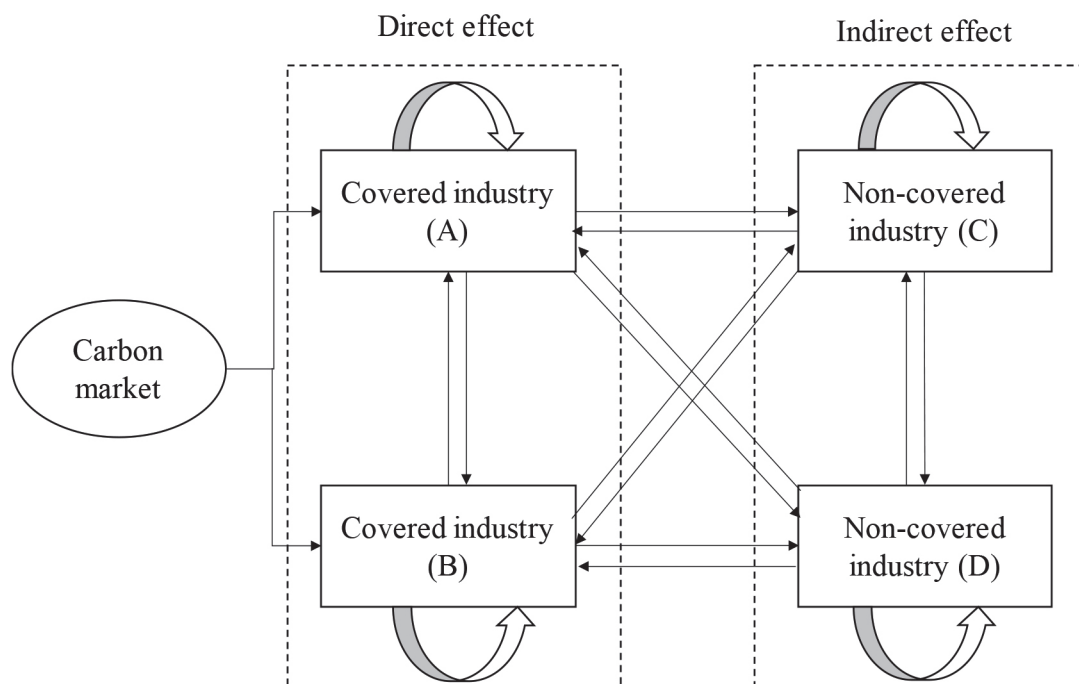 Direct effect
Indirect effect
Covered industry
(A)
Non-covered
industry (C)
Carbon
market
Covered industry
(B)
Non-covered
industry (D)